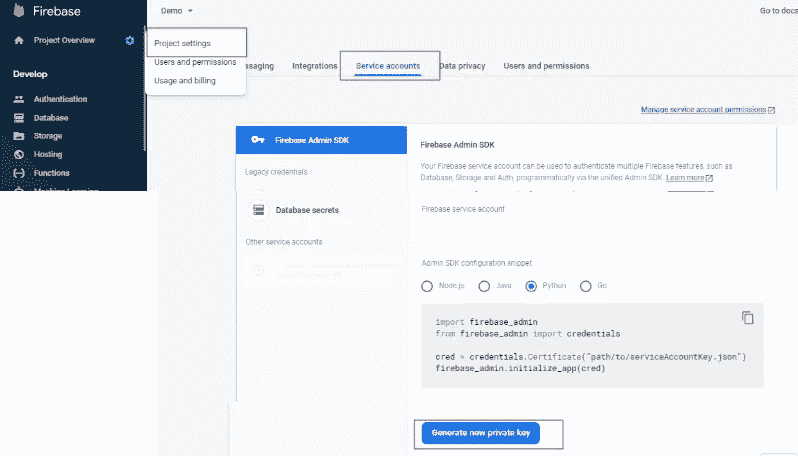 Firebase
Demo
Go to docs
Project Overview
Project settings
Users and permissions
Usage and billing
ssaging
Integrations
Service accounts
Data privacy
Users and permissions
Develop
Authentication
Database
Storage
Hosting
Functions
Machine Learning
Manage service account permissions
Firebase Admin SDK
Legacy credentials
Database secrets
Other service accounts
Firebase Admin SDK
Your Firebase service account can be used to authenticate multiple Firebase features, such as
Database, Storage and Auth, programmatically via the unified Admin SDK. Learn more
Firebase service account
Admin SDK configuration snippet
Node.js
Java
Python
Go
import firebase_admin
from firebase_admin import credentials
cred = credentials.Certificate("path/to/serviceAccountKey.json")
firebase_admin.initialize_app(cred)
Generate new private key